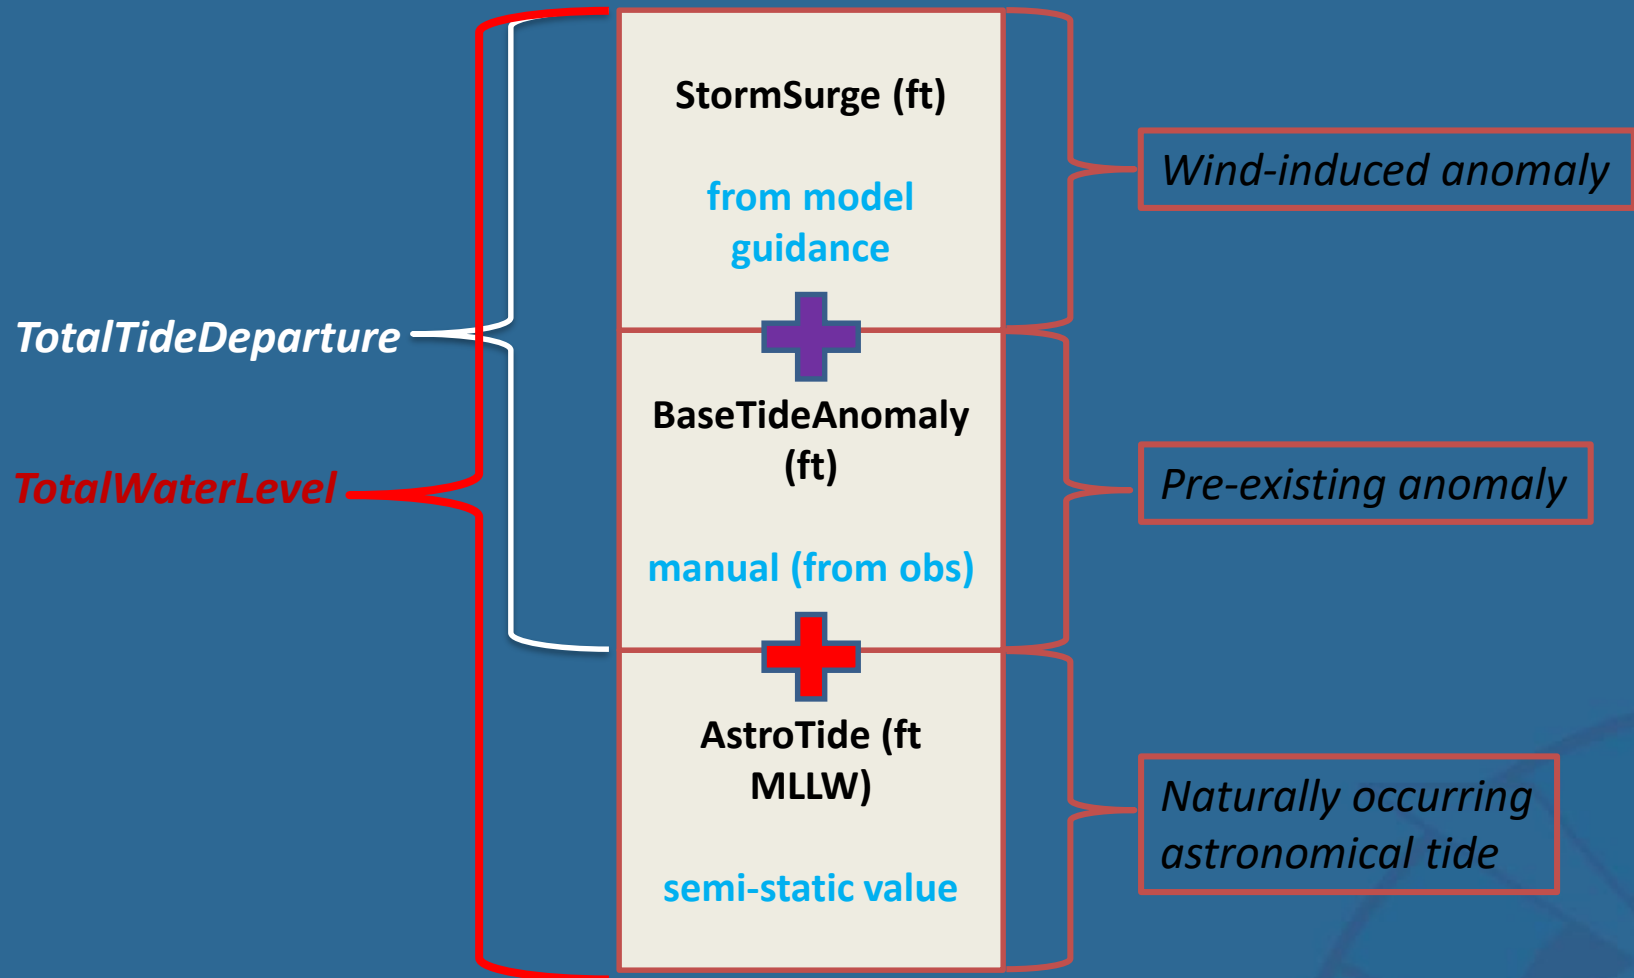 StormSurge (ft)
from model
guidance
Wind-induced anomaly
TotalTideDeparture
BaseTideAnomaly
(ft)
manual (from obs)
TotalWaterLevel
Pre-existing anomaly
AstroTide (ft
MLLW)
semi-static value
Naturally occurring
astronomical tide